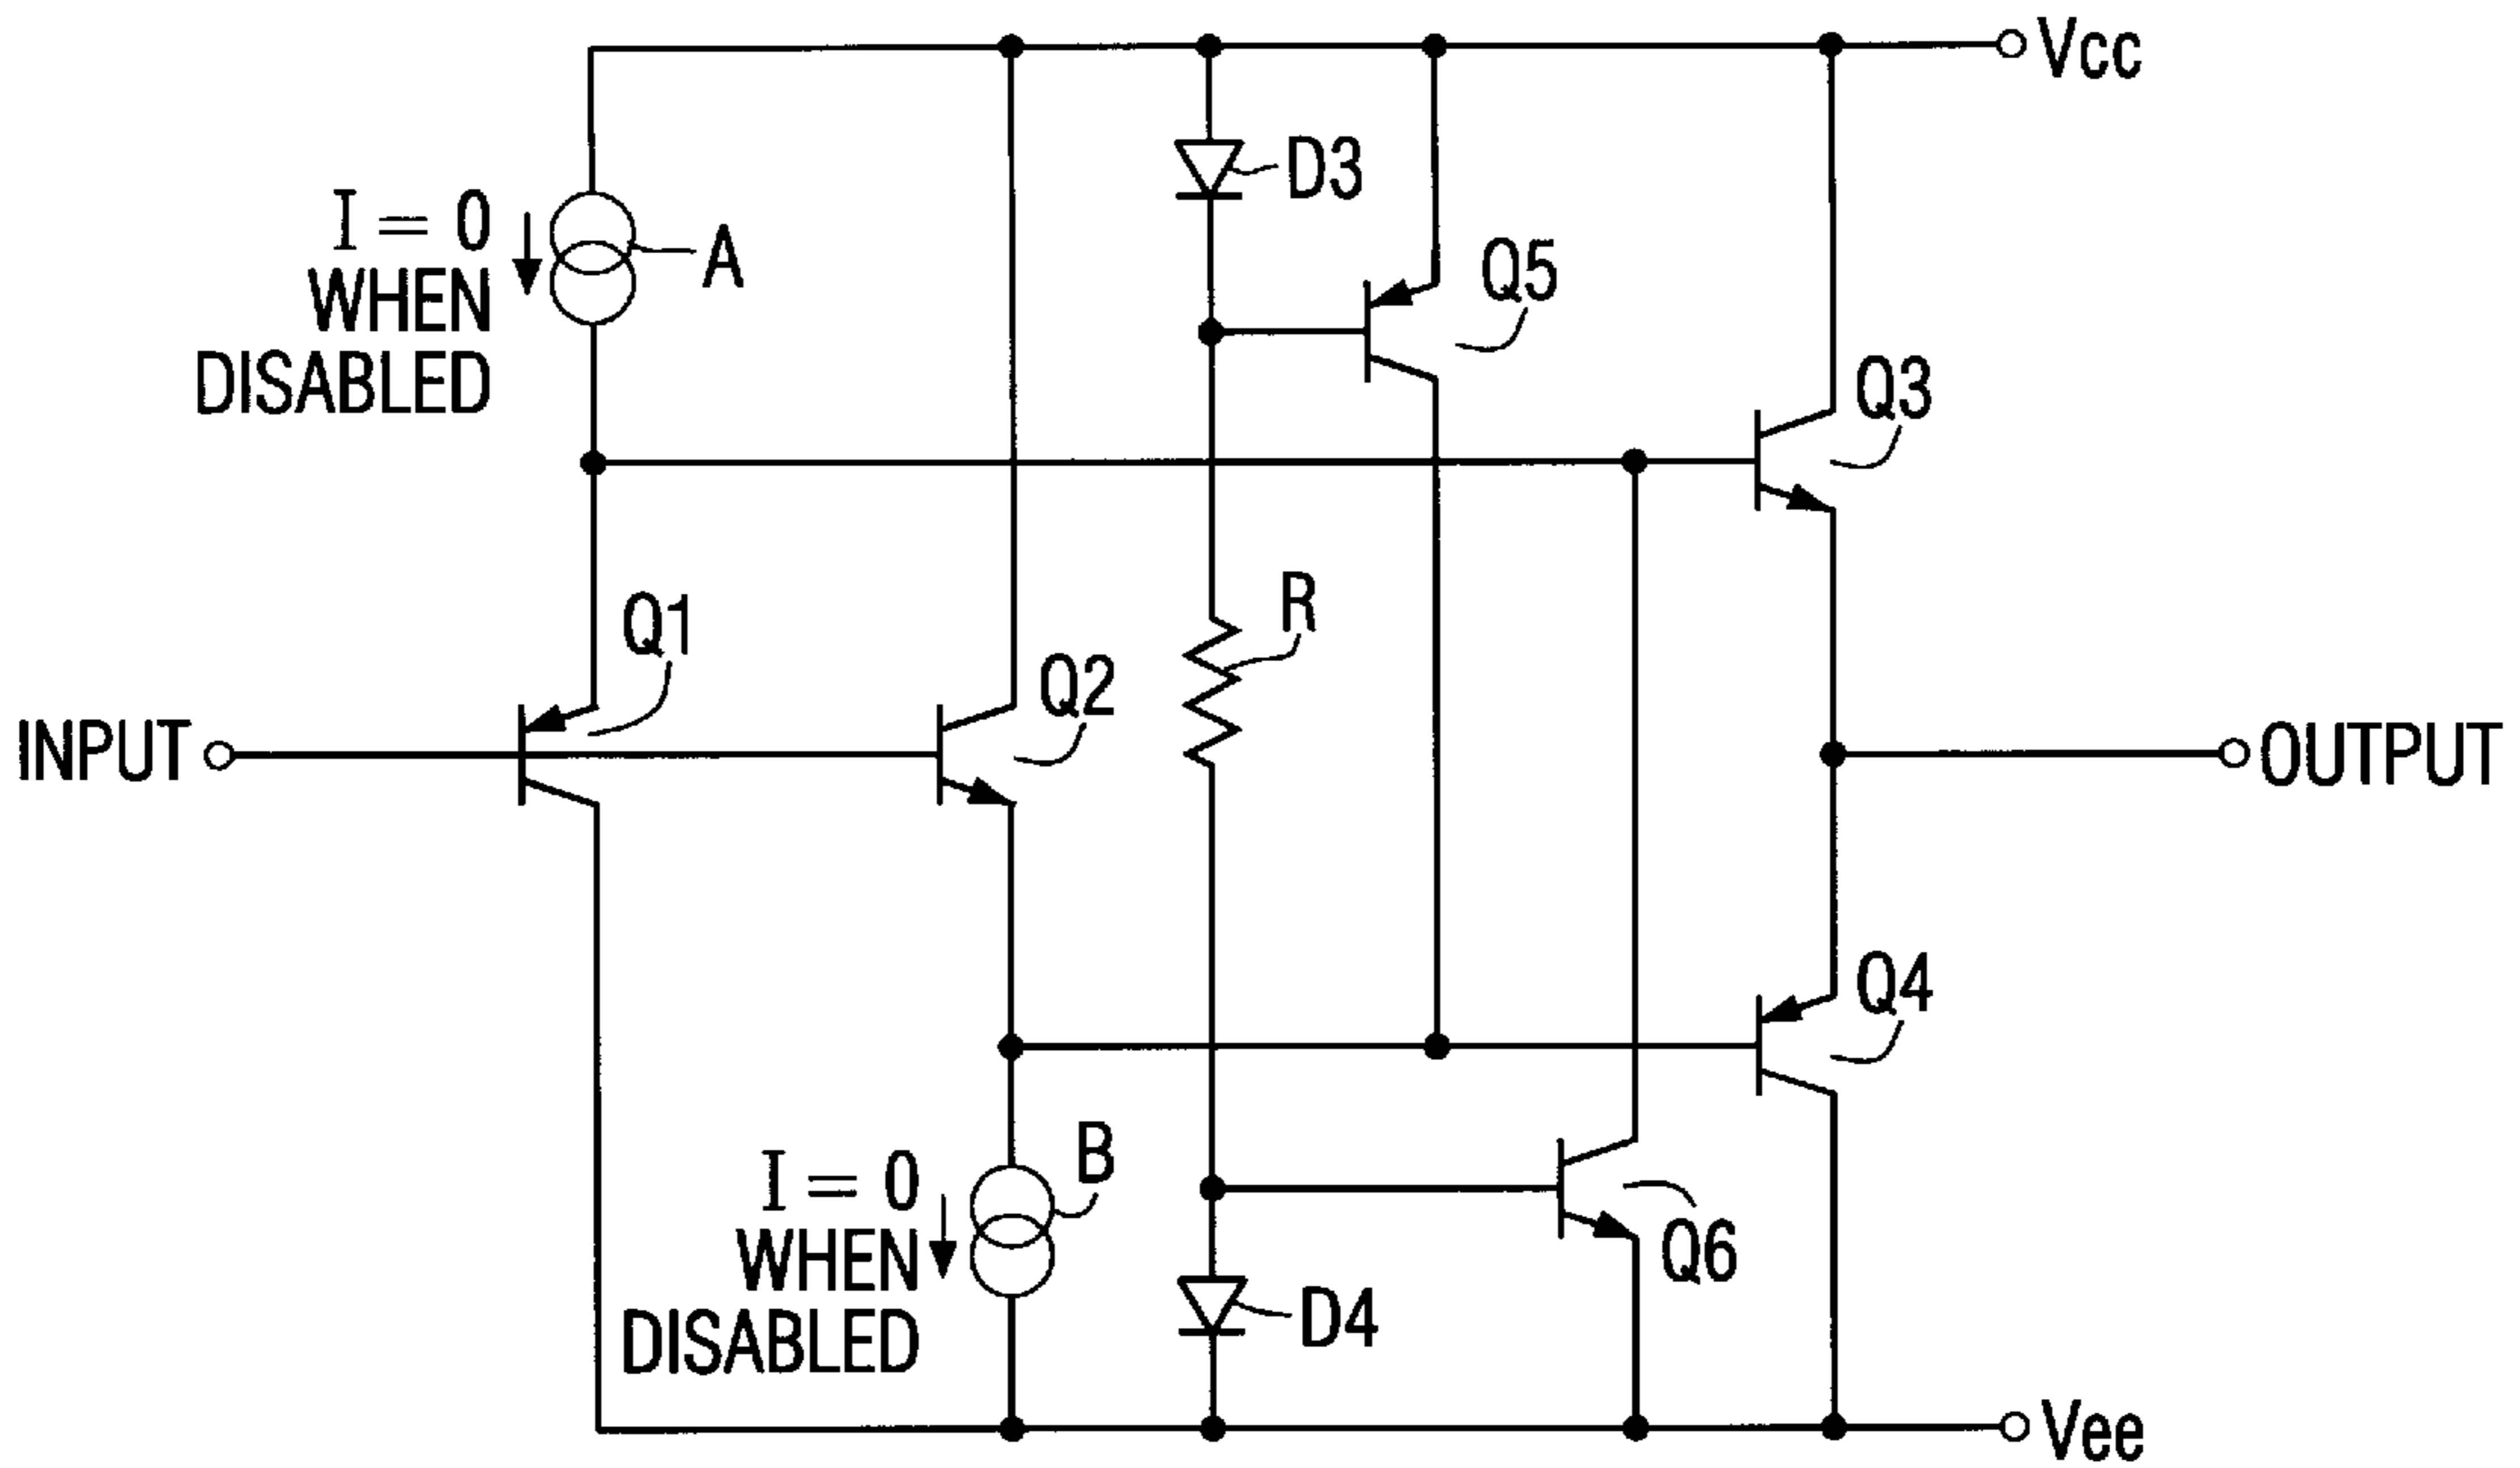 Vcc
D3
I = 0
WHEN
DISABLED
A
Q5
Q3
Q1
R
Q2
INPUT
OUTPUT
Q4
I = 0
WHEN
DISABLED
B
Q6
D4
Vee